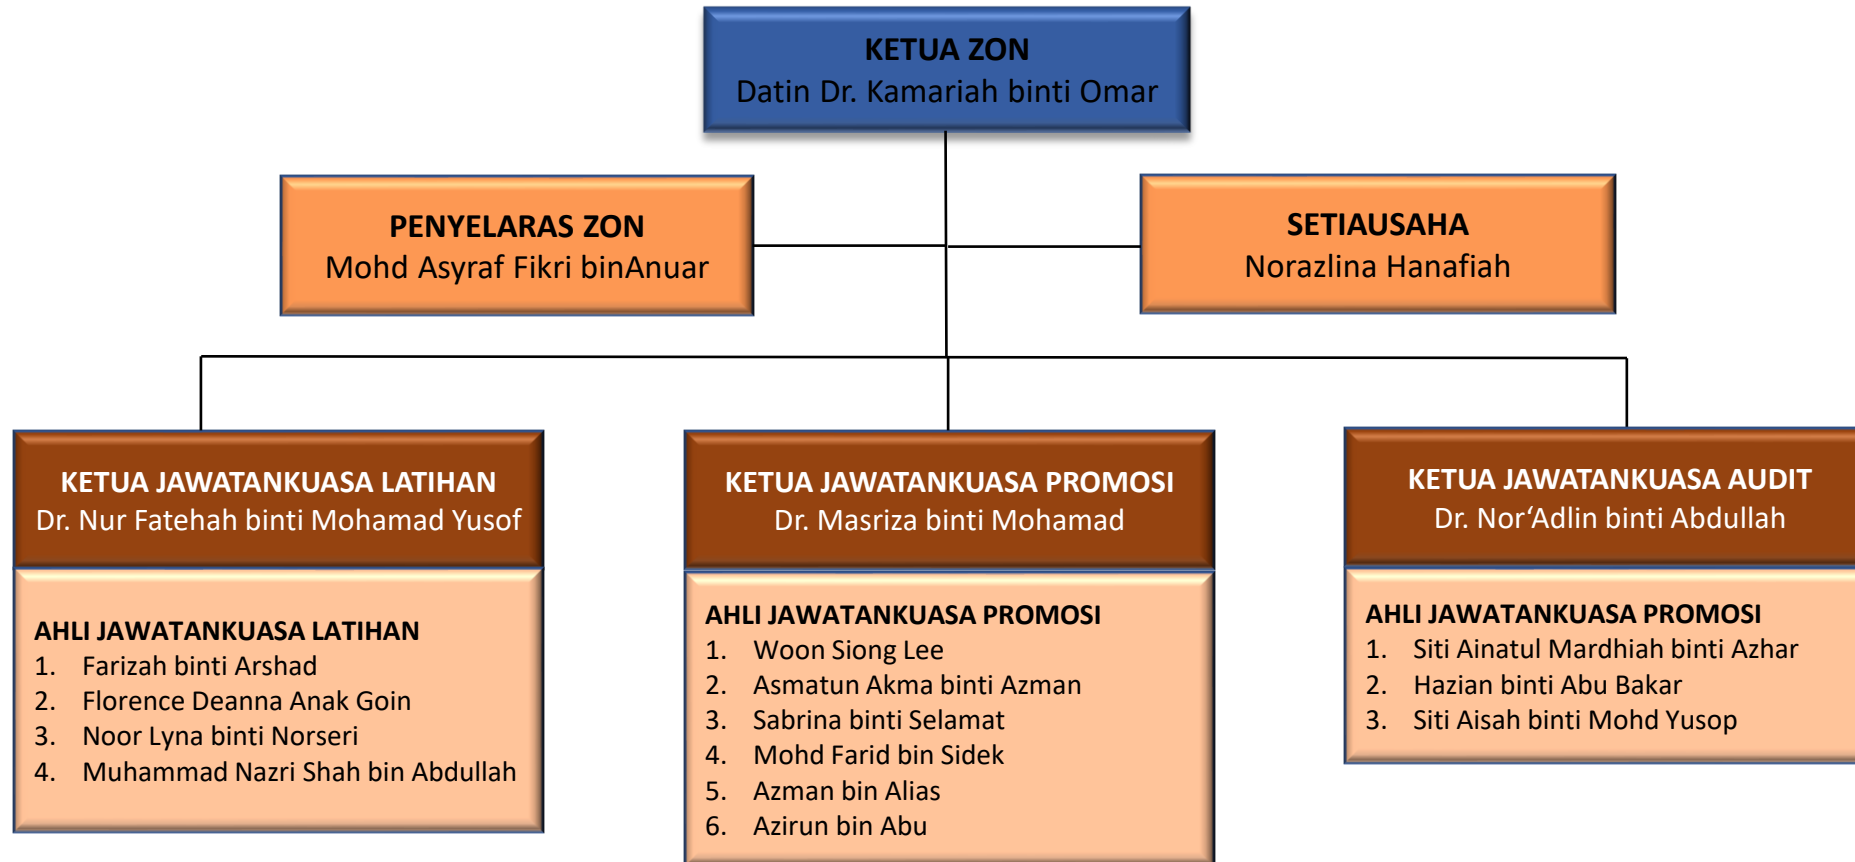 KETUA ZON
Datin Dr. Kamariah binti Omar
PENYELARAS ZON
Mohd Asyraf Fikri binAnuar
SETIAUSAHA
Norazlina Hanafiah
KETUA JAWATANKUASA LATIHAN
Dr. Nur Fatehah binti Mohamad Yusof
AHLI JAWATANKUASA LATIHAN
1. Farizah binti Arshad
2. Florence Deanna Anak Goin
3. Noor Lyna binti Norseri
4. Muhammad Nazri Shah bin Abdullah
KETUA JAWATANKUASA PROMOSI
Dr. Masriza binti Mohamad
AHLI JAWATANKUASA PROMOSI
1. Woon Siong Lee
2. Asmatun Akma binti Azman
3. Sabrina binti Selamat
4. Mohd Farid bin Sidek
5. Azman bin Alias
6. Azirun bin Abu
KETUA JAWATANKUASA AUDIT
Dr. Nor‘Adlin binti Abdullah
AHLI JAWATANKUASA PROMOSI
1. Siti Ainatul Mardhiah binti Azhar
2. Hazian binti Abu Bakar
3. Siti Aisah binti Mohd Yusop